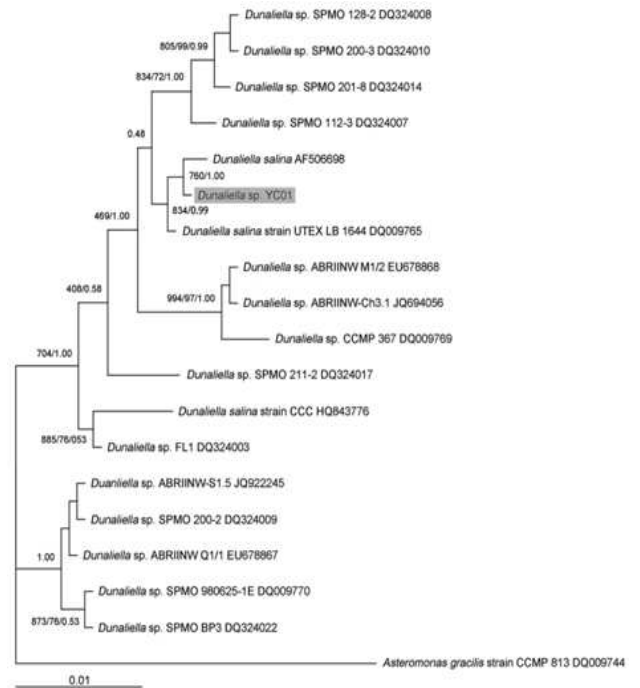 Dunaliella sp. SPMO 128-2 DQ324008
805/99/0.99
Dunaliella sp. SPMO 200-3 DQ324010
834/72/1.00
Dunaliella sp. SPMO 201-8 DQ324014
Dunaliella sp. SPMO 112-3 DQ324007
0.48
Dunaliella salina AF506698
760/1.00
Dunaliella sp. YC01
834/0.99
469/1.00
Dunaliella salina strain UTEX LB 1644 DQ009765
Dunaliella sp. ABRIINW M1/2 EU678868
408/0.58
994/97/1.00
Dunaliella sp. ABRIINW-Ch3.1 JQ694056
Dunaliella sp. CCMP 367 DQ009769
704/1.00
Dunaliella sp. SPMO 211-2 DQ324017
Dunaliella salina strain CCC HQ843776
885/76/053
Dunaliella sp. FL1 DQ324003
Duanliella sp. ABRIINW-S1.5 JQ922245
Dunaliella sp. SPMO 200-2 DQ324009
1.00
Dunaliella sp. ABRIINW Q1/1 EU678867
Dunaliella sp. SPMO 980625-1E DQ009770
873/76/0.53
Dunaliella sp. SPMO BP3 DQ324022
Asteromonas gracilis strain CCMP 813 DQ009744
0.01